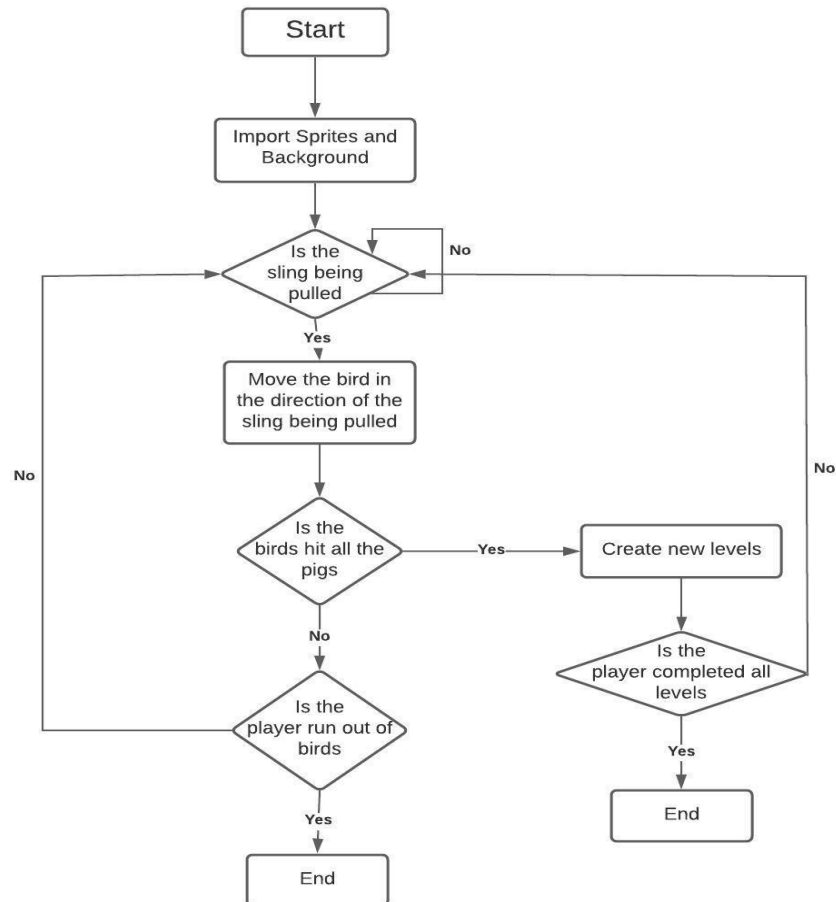 Start
Import Sprites and
Background
Is the
sling being
pulled
No
Yes
Move the bird in
the direction of the
sling being pulled
No
No
Is the
birds hit all the
pigs
Yes
Create new levels
No
Is the
player completed all
levels
Is the
player run out of
birds
Yes
End
Yes
End